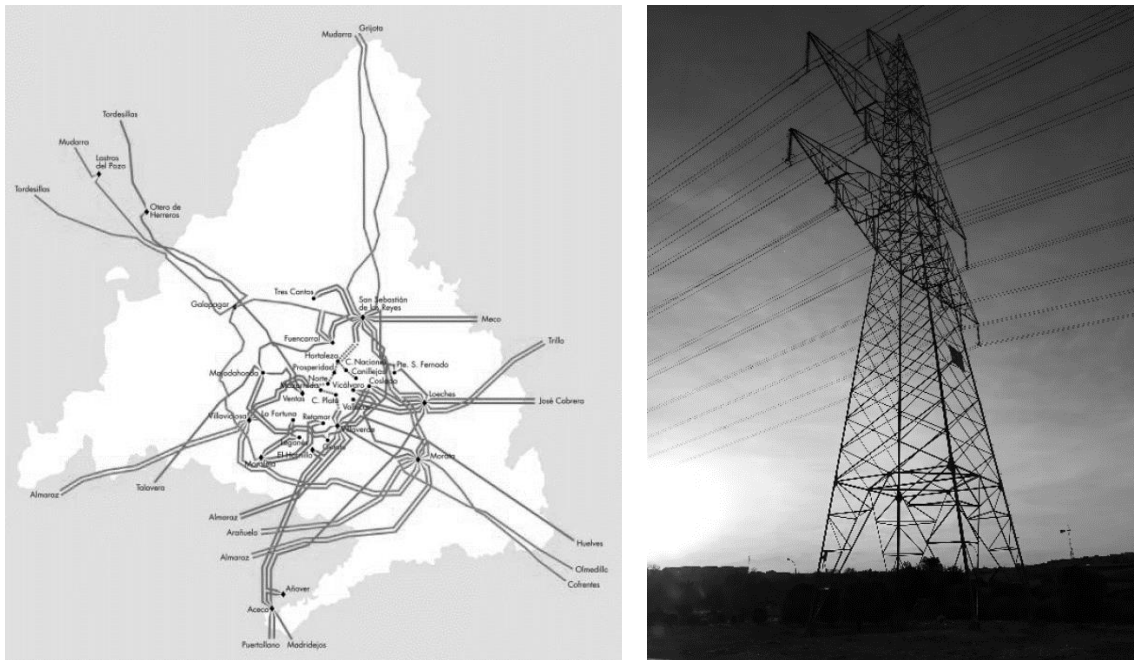 Grijota
Mudarra
Tordesillas
Mudarra
Lastras
del Pozo
Tordesillas
Otero de
Herreros
Tres Cantos
San Sebastián
de los Reyes
Galapagar
Meco
Fuencarral
Trillo
Hortaleza
C. Naciones
Pte. S. Fernado
Prosperidad
Canillejas
Majadahonda
Norte
Coslada
Vicálvaro
Ventas
Loeches
José Cabrera
C. Plata
Villaviciosa
La Fortuna
Retamar
Villaverde
Leganés
El Hornillo
Moraleja
Morata
Almaraz
Talavera
Almaraz
Arañuelo
Huelves
Almaraz
Olmedilla
Cofrentes
Añover
Aceca
Puertollano
Madridejos